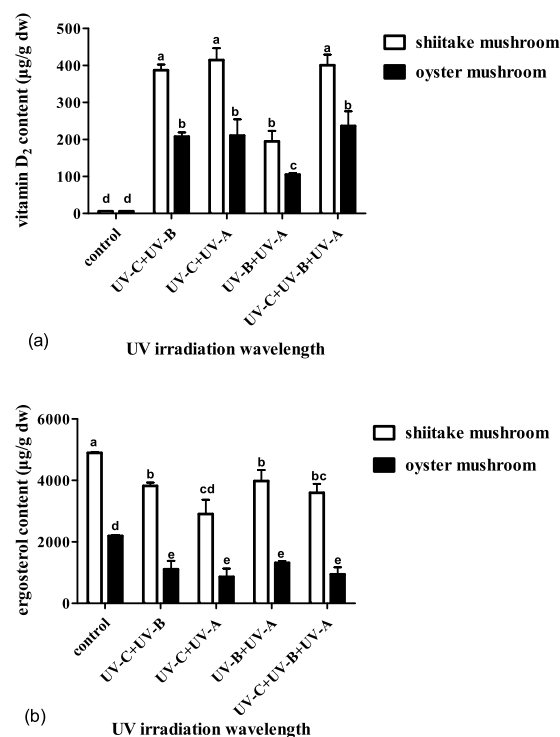 500
400
300
200
100
0
vitamin D2 content (µg/g dw)
d d a b a b b c a b
shiitake mushroom
oyster mushroom
control
UV-C+UV-B
UV-C+UV-A
UV-B+UV-A
UV-C+UV-B+UV-A
(a)
UV irradiation wavelength
6000
4000
2000
0
ergosterol content (µg/g dw)
a d b e cd e b e bc e
shiitake mushroom
oyster mushroom
control
UV-C+UV-B
UV-C+UV-A
UV-B+UV-A
UV-C+UV-B+UV-A
(b)
UV irradiation wavelength